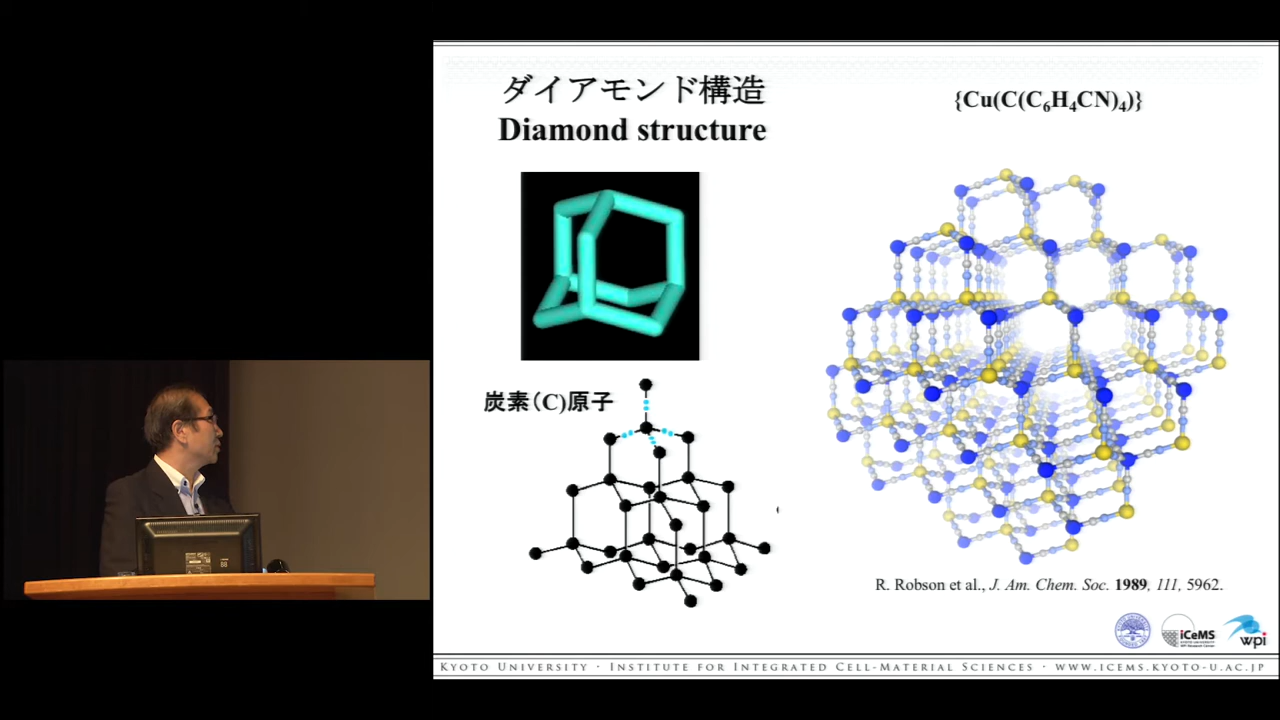 ダイアモンド構造
Diamond structure
{Cu(C(C₆H₄CN)₄)}
炭素(C)原子
R. Robson et al., J. Am. Chem. Soc. 1989, 111, 5962.
iCeMS
wpi
KYOTO UNIVERSITY · INSTITUTE FOR INTEGRATED CELL-MATERIAL SCIENCES · WWW.ICEMS.KYOTO-U.AC.JP